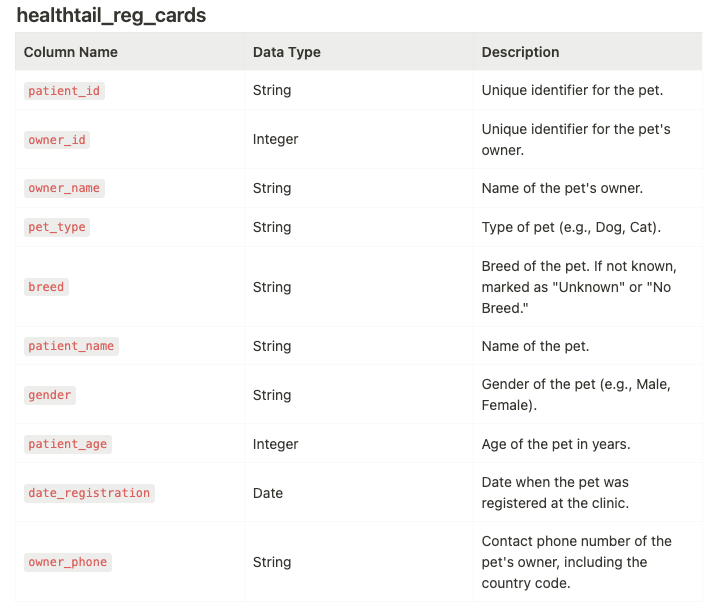 healthtail_reg_cards
Column Name Data Type Description
patient_id String Unique identifier for the pet.
owner_id Integer Unique identifier for the pet's
owner.
owner_name String Name of the pet's owner.
pet_type String Type of pet (e.g., Dog, Cat).
breed String Breed of the pet. If not known,
marked as "Unknown" or "No
Breed."
patient_name String Name of the pet.
gender String Gender of the pet (e.g., Male,
Female).
patient_age Integer Age of the pet in years.
date_registration Date Date when the pet was
registered at the clinic.
owner_phone String Contact phone number of the
pet's owner, including the
country code.